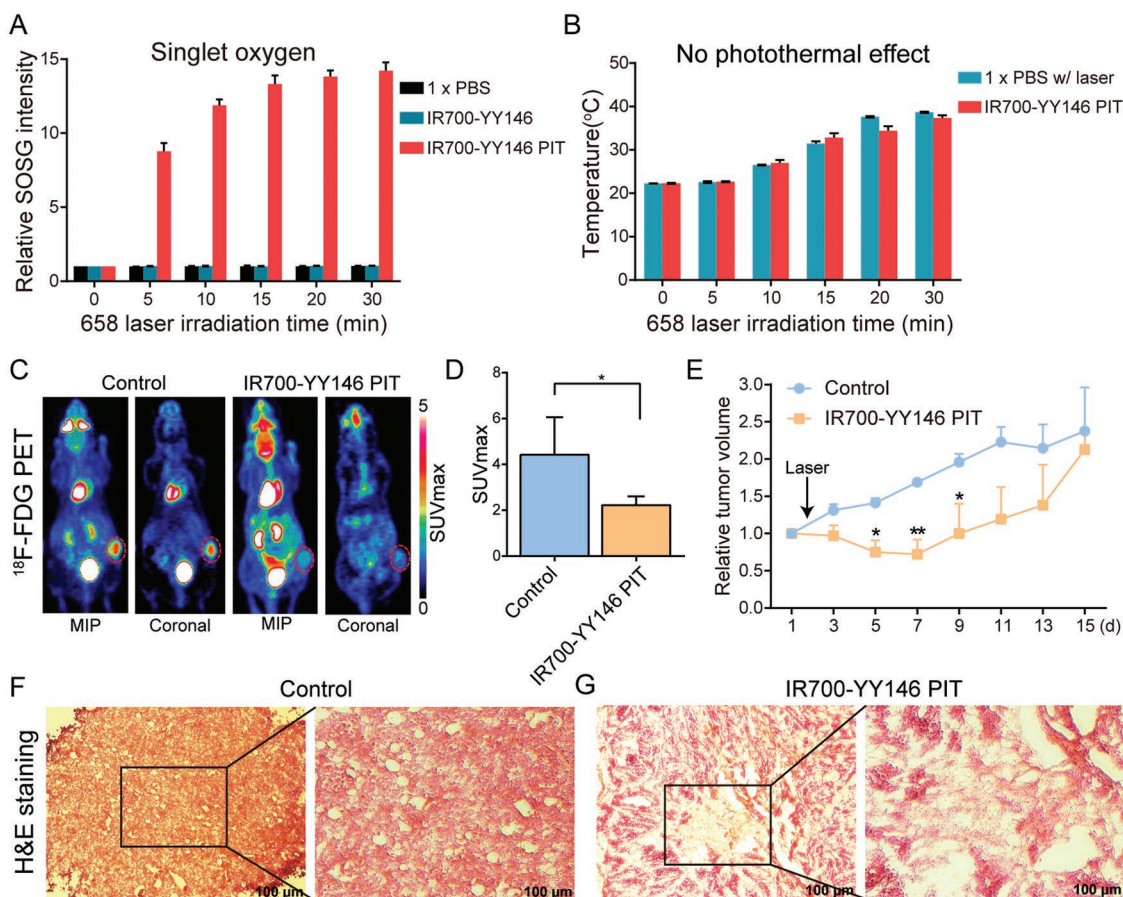 A
Singlet oxygen
Relative SOSG intensity
15
10
5
0
1 x PBS
IR700-YY146
IR700-YY146 PIT
0 5 10 15 20 30
658 laser irradiation time (min)
B
No photothermal effect
Temperature(°C)
50
40
30
20
10
0
1 x PBS w/ laser
IR700-YY146 PIT
0 5 10 15 20 30
658 laser irradiation time (min)
C
Control IR700-YY146 PIT
18F-FDG PET
5
SUVmax
0
MIP Coronal MIP Coronal
D
SUVmax
8
6
4
2
0
*
Control
IR700-YY146 PIT
E
Relative tumor volume
3.0
2.5
2.0
1.5
1.0
0.5
0.0
Control
IR700-YY146 PIT
Laser
* ** *
1 3 5 7 9 11 13 15 (d)
F
Control
H&E staining
100 µm
100 µm
G
IR700-YY146 PIT
100 µm
100 µm